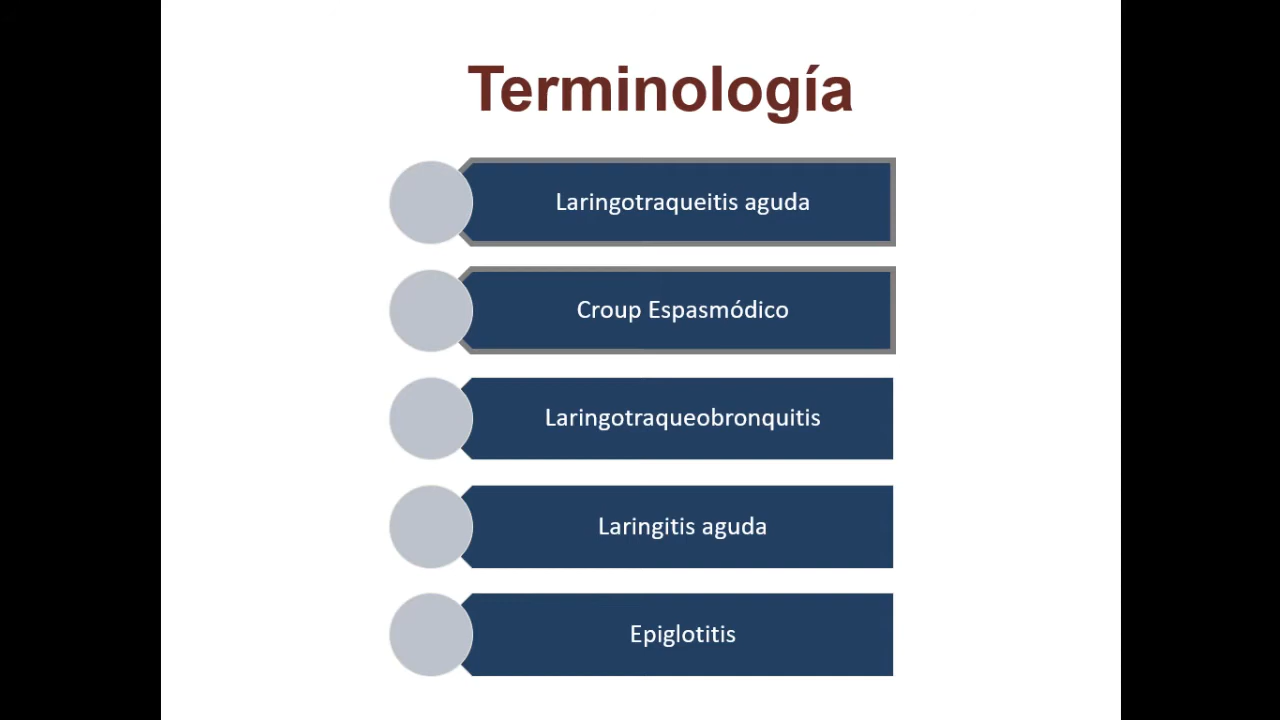 Terminología
Laringotraqueitis aguda
Croup Espasmódico
Laringotraqueobronquitis
Laringitis aguda
Epiglotitis